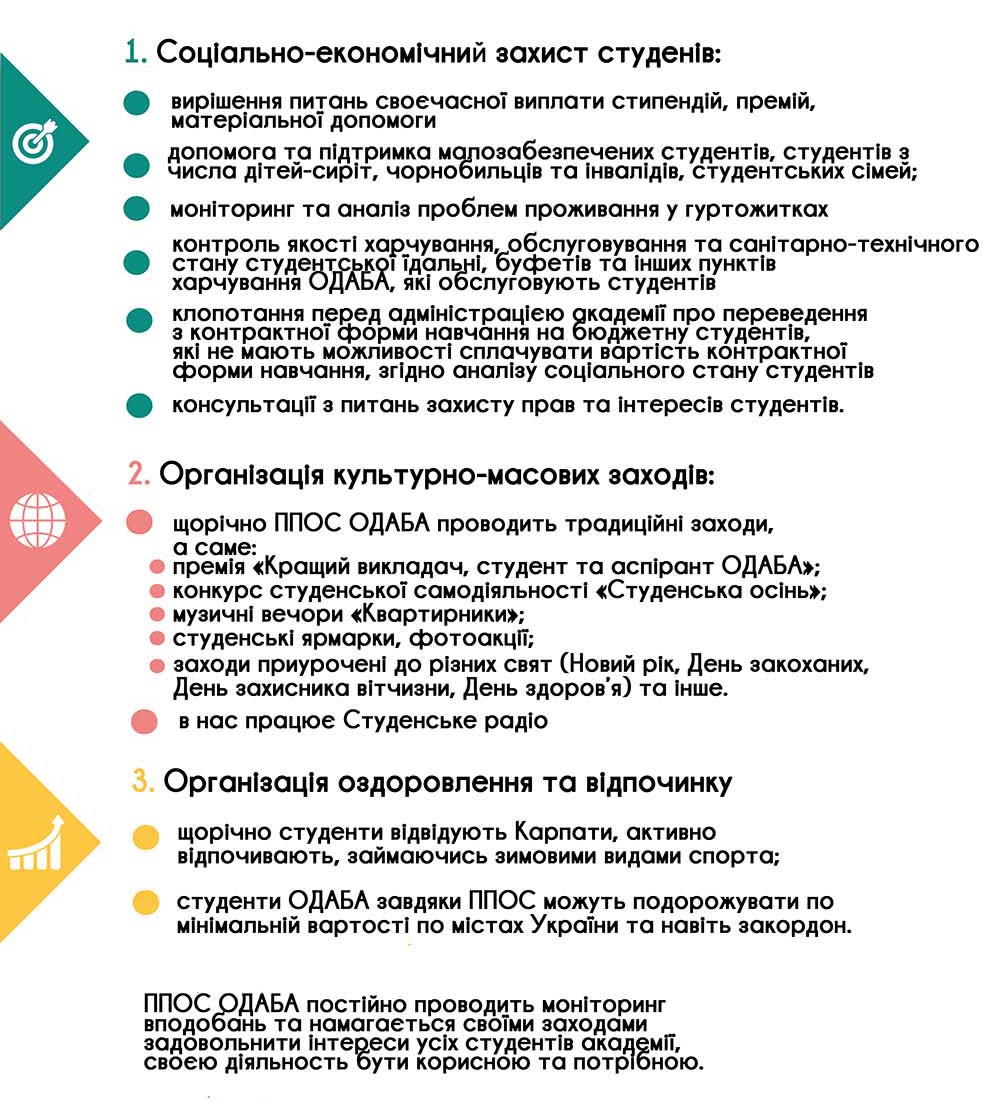 1. Соціально-економічний захист студенів:
вирішення питань своєчасної виплати стипендій, премій,
матеріальної допомоги
допомога та підтримка малозабезпечених студентів, студентів з
числа дітей-сиріт, чорнобильців та інвалідів, студентських сімей;
моніторинг та аналіз проблем проживання у гуртожитках
контроль якості харчування, обслуговування та санітарно-технічного
стану студентської їдальні, буфетів та інших пунктів
харчування ОДАБА, які обслуговують студентів
клопотання перед адміністрацією академії про переведення
з контрактної форми навчання на бюджетну студентів,
які не мають можливості сплачувати вартість контрактної
форми навчання, згідно аналізу соціального стану студентів
консультації з питань захисту прав та інтересів студентів.
2. Організація культурно-масових заходів:
щорічно ППОС ОДАБА проводить традиційні заходи,
а саме:
премія «Кращий викладач, студент та аспірант ОДАБА»;
конкурс студенської самодіяльності «Студенська осінь»;
музичні вечори «Квартирники»;
студенські ярмарки, фотоакції;
заходи приурочені до різних свят (Новий рік, День закоханих,
День захисника вітчизни, День здоров'я) та інше.
в нас працює Студенське радіо
3. Організація оздоровлення та відпочинку
щорічно студенти відвідують Карпати, активно
відпочивають, займаючись зимовими видами спорта;
студенти ОДАБА завдяки ППОС можуть подорожувати по
мінімальній вартості по містах України та навіть закордон.
ППОС ОДАБА постійно проводить моніторинг
вподобань та намагається своїми заходами
задовольнити інтереси усіх студентів академії,
своєю діяльность бути корисною та потрібною.